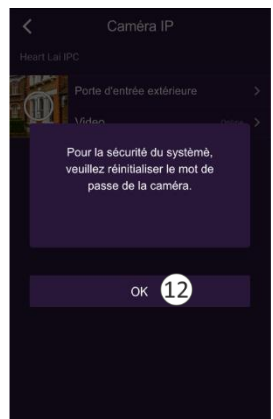 Caméra IP
Heart Lai IPC
Porte d'entrée extérieure
Video
Pour la sécurité du système,
veuillez réinitialiser le mot de
passe de la caméra.
OK 12